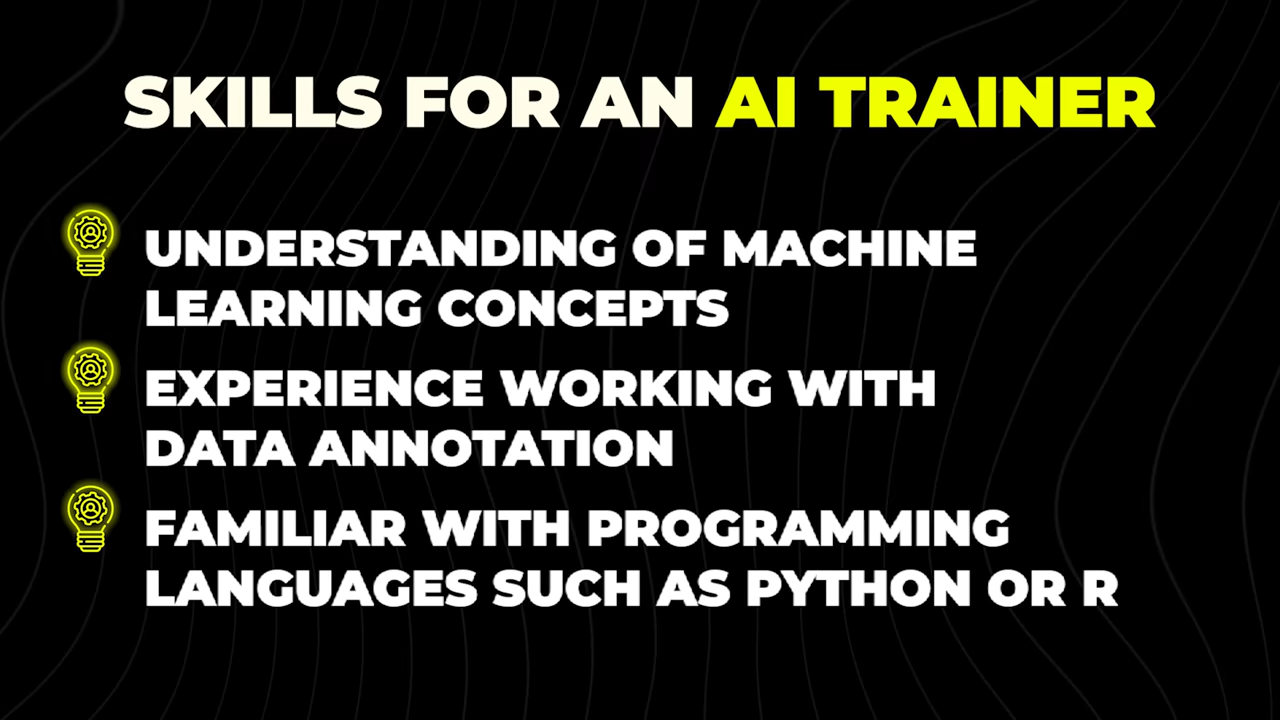 SKILLS FOR AN AI TRAINER
UNDERSTANDING OF MACHINE
LEARNING CONCEPTS
EXPERIENCE WORKING WITH
DATA ANNOTATION
FAMILIAR WITH PROGRAMMING
LANGUAGES SUCH AS PYTHON OR R